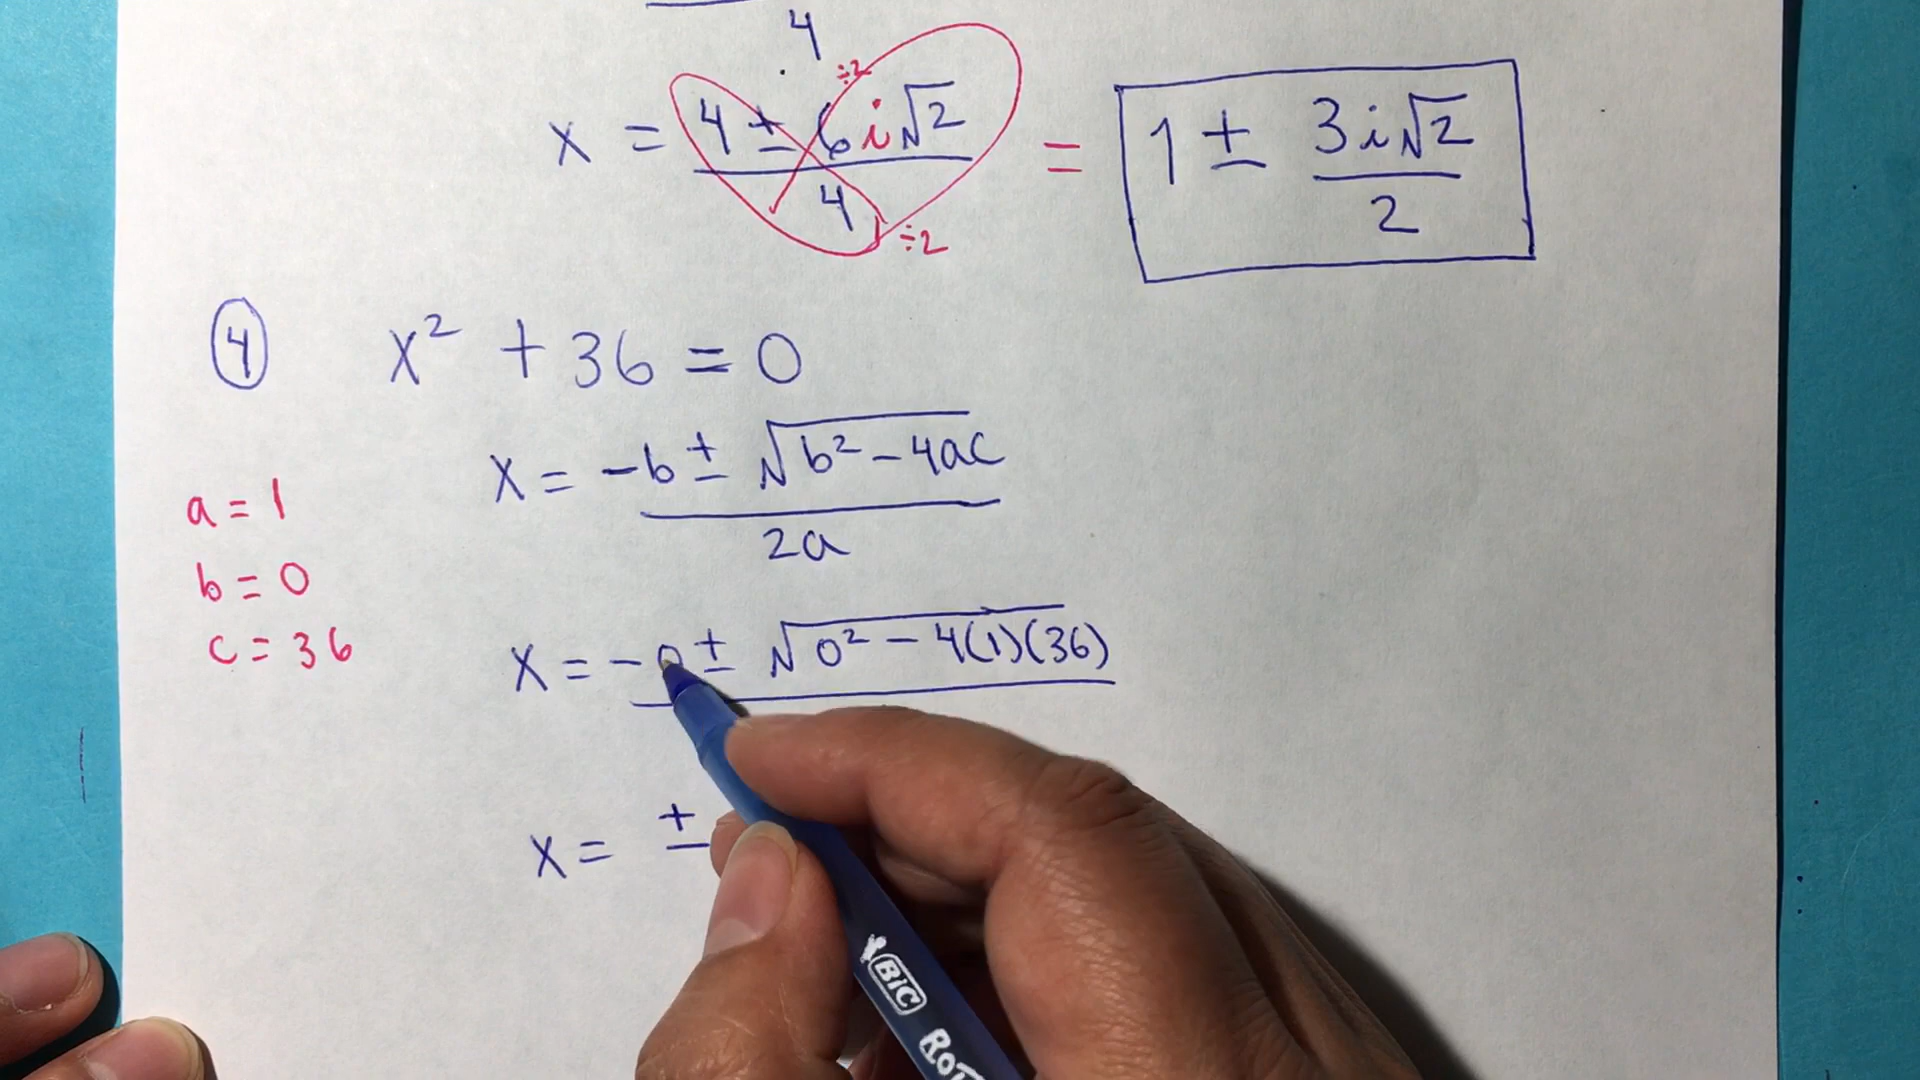 4
x = 4 ± 6i√2 / 4 = 1 ± 3i√2 / 2
÷2
÷2
4 x² + 36 = 0
x = -b ± √b² - 4ac
2a
a = 1
b = 0
c = 36
x = -0 ± √0² - 4(1)(36)
x = ±
BIC